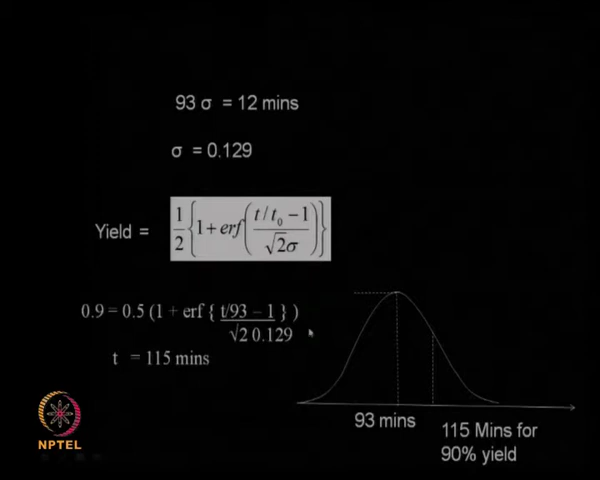 93 σ = 12 mins
σ = 0.129
Yield = 1/2 {1 + erf( (t / t₀ − 1) / (√2σ) )}
0.9 = 0.5 (1 + erf { t/93 – 1 } )
√2 0.129
t = 115 mins
93 mins
115 Mins for
90% yield
NPTEL